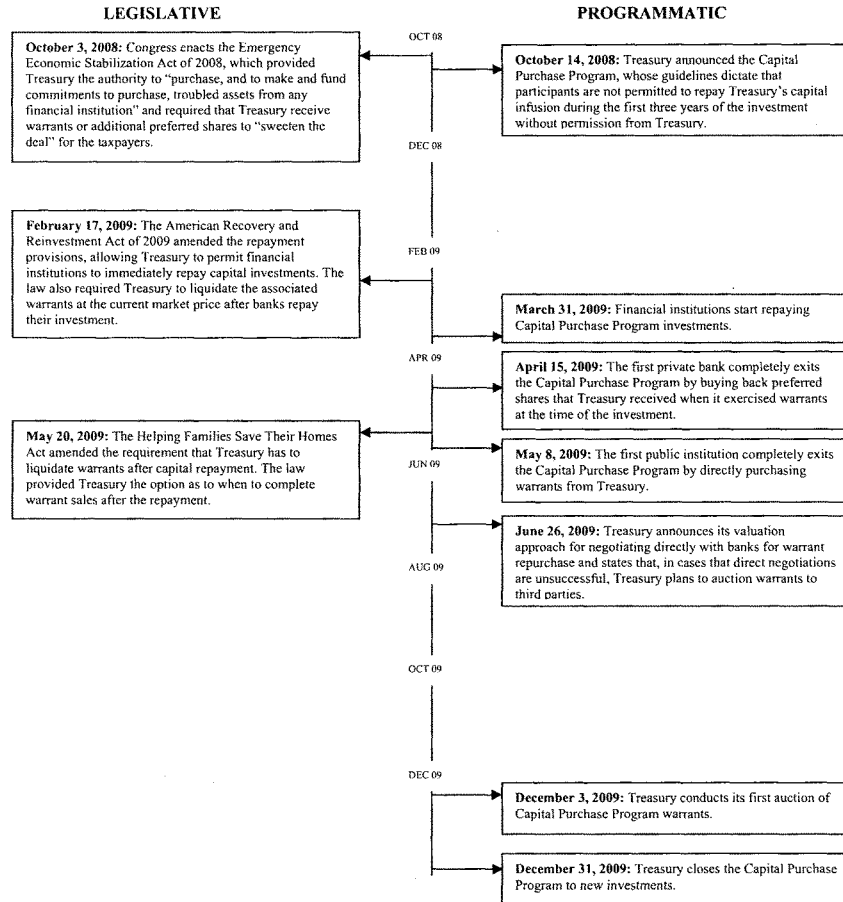 LEGISLATIVE
PROGRAMMATIC
OCT 08
October 3, 2008: Congress enacts the Emergency
Economic Stabilization Act of 2008, which provided
Treasury the authority to “purchase, and to make and fund
commitments to purchase, troubled assets from any
financial institution” and required that Treasury receive
warrants or additional preferred shares to “sweeten the
deal” for the taxpayers.
October 14, 2008: Treasury announced the Capital
Purchase Program, whose guidelines dictate that
participants are not permitted to repay Treasury’s capital
infusion during the first three years of the investment
without permission from Treasury.
DEC 08
February 17, 2009: The American Recovery and
Reinvestment Act of 2009 amended the repayment
provisions, allowing Treasury to permit financial
institutions to immediately repay capital investments. The
law also required Treasury to liquidate the associated
warrants at the current market price after banks repay
their investment.
FEB 09
March 31, 2009: Financial institutions start repaying
Capital Purchase Program investments.
APR 09
April 15, 2009: The first private bank completely exits
the Capital Purchase Program by buying back preferred
shares that Treasury received when it exercised warrants
at the time of the investment.
May 20, 2009: The Helping Families Save Their Homes
Act amended the requirement that Treasury has to
liquidate warrants after capital repayment. The law
provided Treasury the option as to when to complete
warrant sales after the repayment.
May 8, 2009: The first public institution completely exits
the Capital Purchase Program by directly purchasing
warrants from Treasury.
JUN 09
June 26, 2009: Treasury announces its valuation
approach for negotiating directly with banks for warrant
repurchase and states that, in cases that direct negotiations
are unsuccessful, Treasury plans to auction warrants to
third parties.
AUG 09
OCT 09
DEC 09
December 3, 2009: Treasury conducts its first auction of
Capital Purchase Program warrants.
December 31, 2009: Treasury closes the Capital Purchase
Program to new investments.